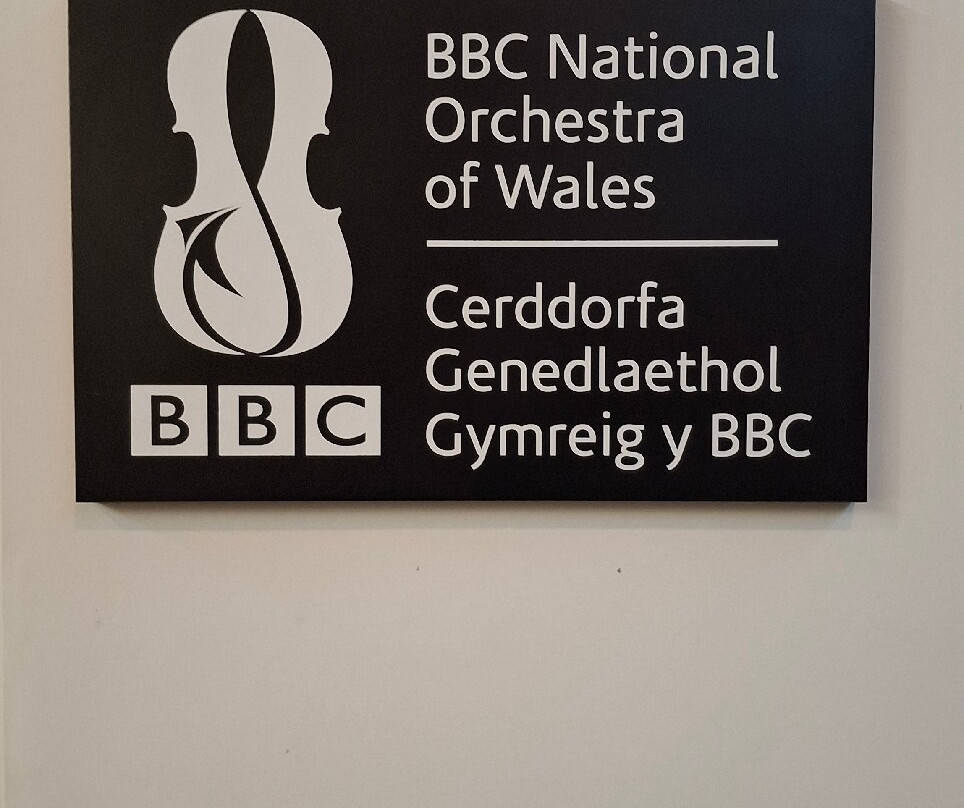 BBC National
Orchestra
of Wales
Cerddorfa
Genedlaethol
Gymreig y BBC
BBC